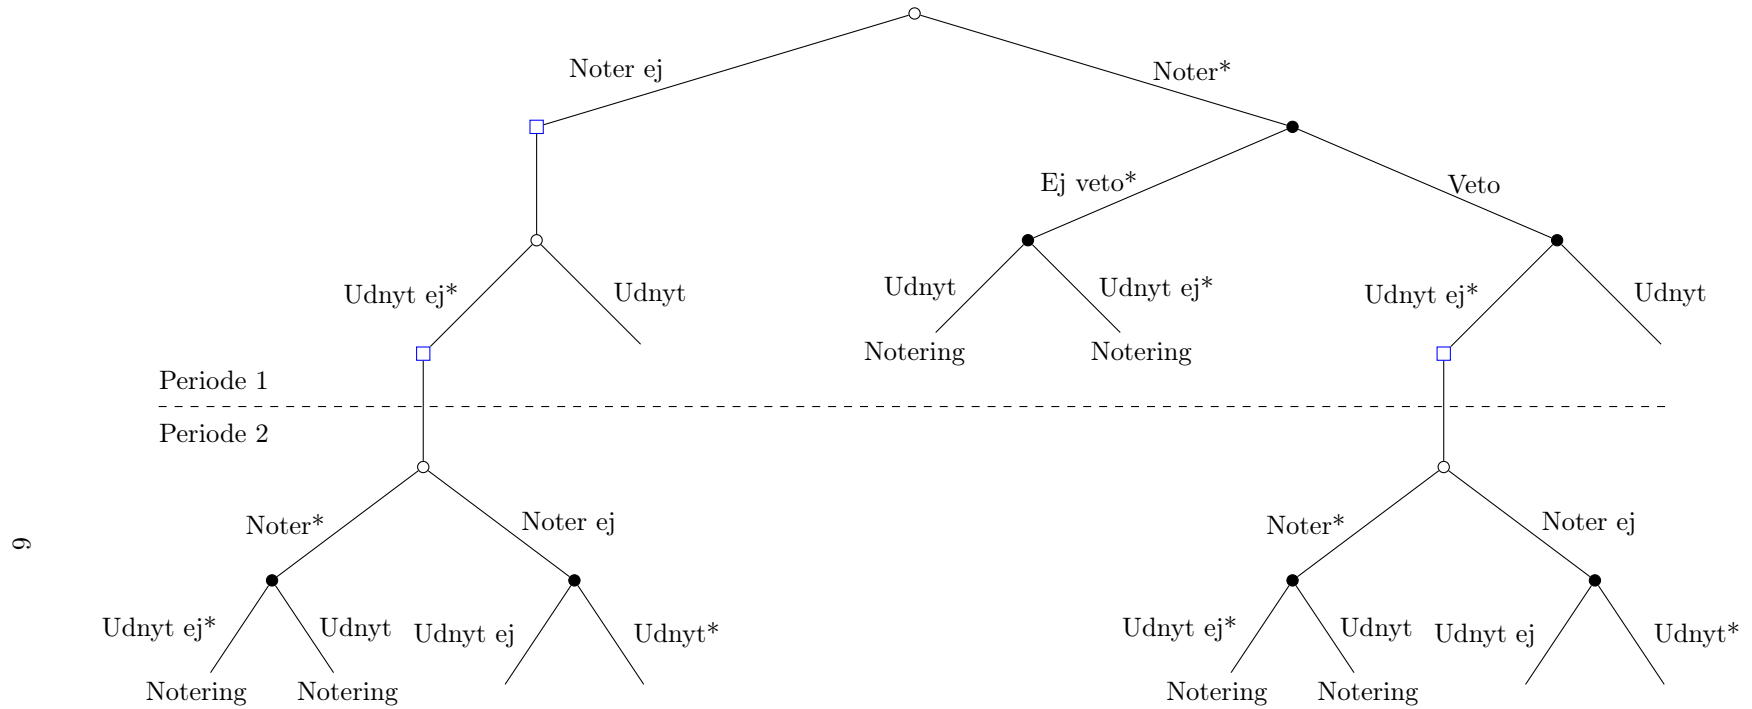 Noter ej
Noter*
Ej veto*
Veto
Udnyt ej*
Udnyt
Udnyt
Udnyt ej*
Udnyt ej*
Udnyt
Notering
Notering
Periode 1
Periode 2
Noter*
Noter ej
Noter*
Noter ej
6
Udnyt ej*
Udnyt
Udnyt ej
Udnyt*
Udnyt ej*
Udnyt
Udnyt ej
Udnyt*
Notering
Notering
Notering
Notering